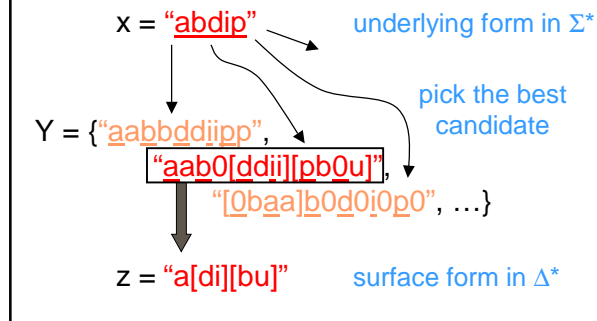 x = “abdip” underlying form in Σ*
pick the best
candidate
Y = {“aabbddiipp”,
“aab0[ddii][pb0u]”,
“[0baa]b0d0i0p0”, …}
z = “a[di][bu]” surface form in Δ*